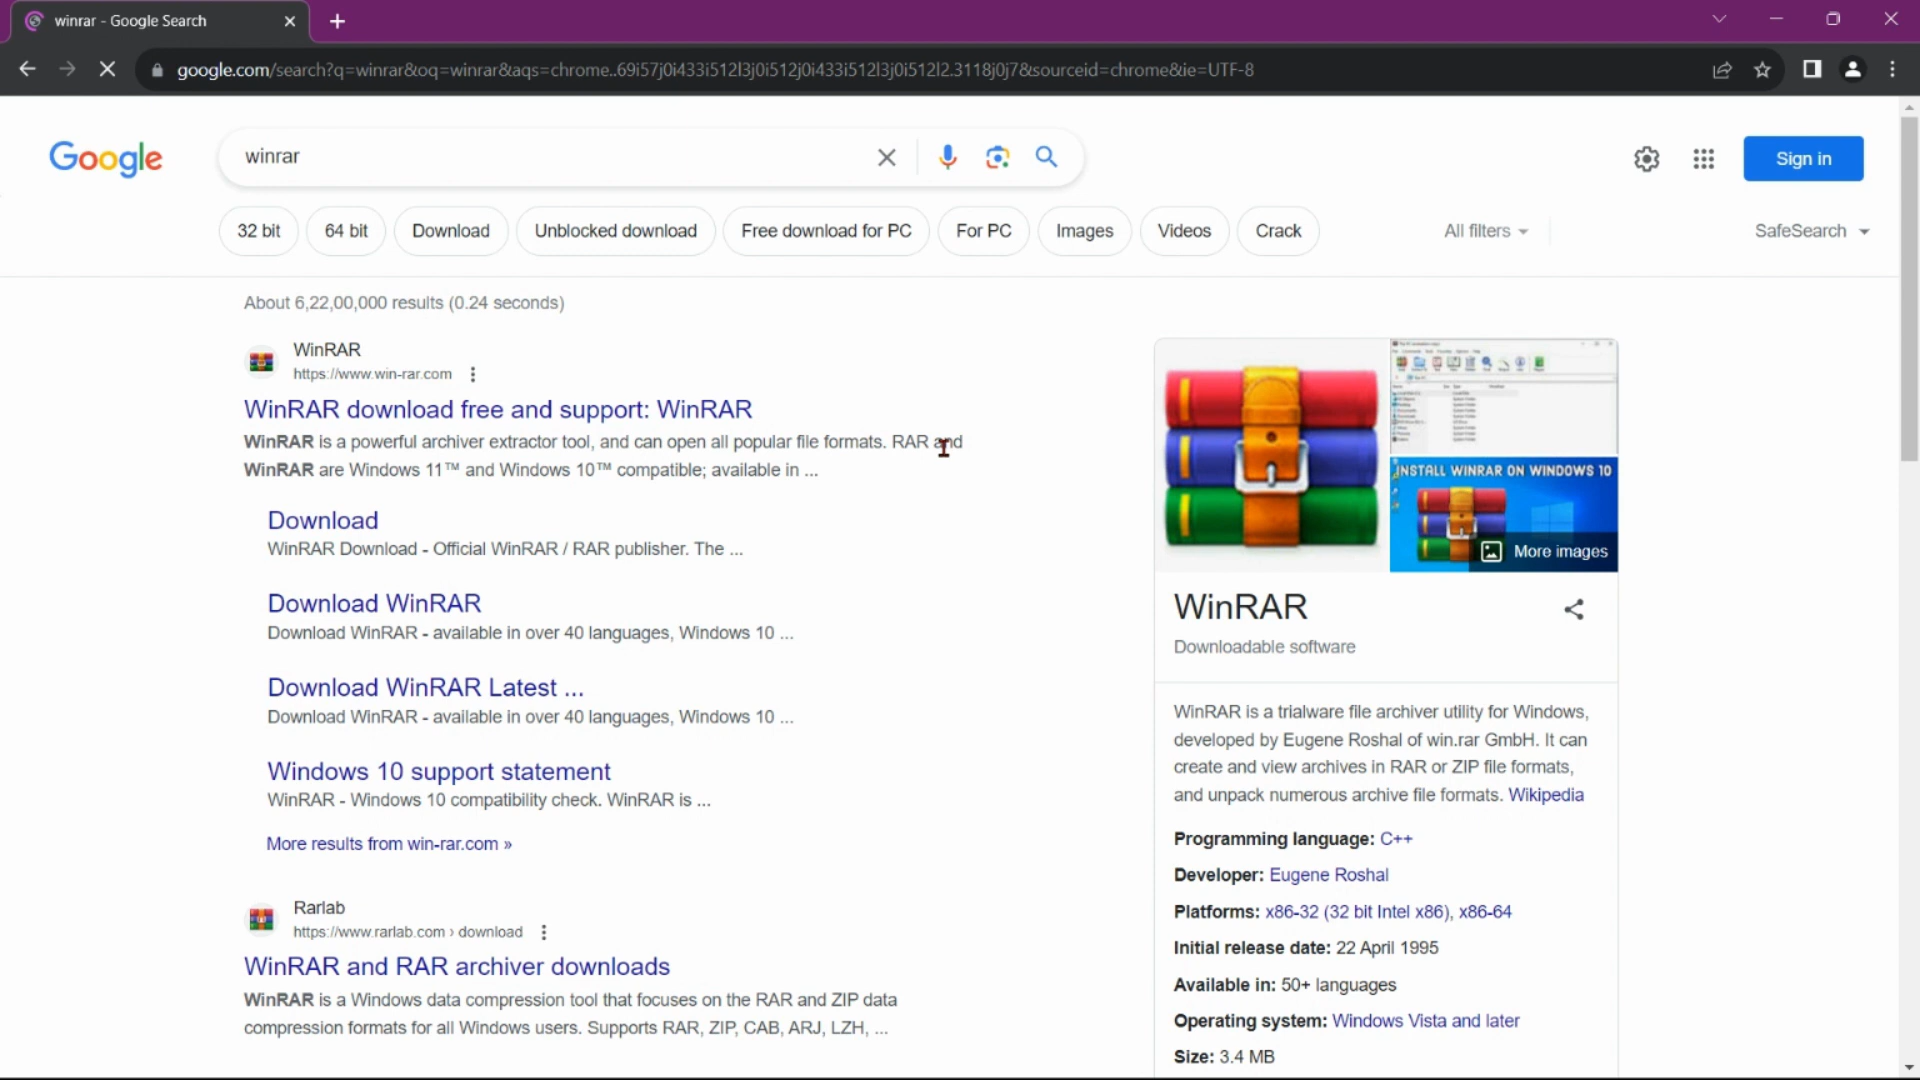 winrar - Google Search
google.com/search?q=winrar&oq=winrar&aqs=chrome..69i57j0i433i512l3j0i512j0i433i512l3j0i512l2.3118j0j7&sourceid=chrome&ie=UTF-8
Google
winrar
Sign in
32 bit
64 bit
Download
Unblocked download
Free download for PC
For PC
Images
Videos
Crack
All filters
SafeSearch
About 6,22,00,000 results (0.24 seconds)
WinRAR
https://www.win-rar.com
WinRAR download free and support: WinRAR
WinRAR is a powerful archiver extractor tool, and can open all popular file formats. RAR and
WinRAR are Windows 11™ and Windows 10™ compatible; available in ...
Download
WinRAR Download - Official WinRAR / RAR publisher. The ...
Download WinRAR
Download WinRAR - available in over 40 languages, Windows 10 ...
Download WinRAR Latest ...
Download WinRAR - available in over 40 languages, Windows 10 ...
Windows 10 support statement
WinRAR - Windows 10 compatibility check. WinRAR is ...
More results from win-rar.com »
Rarlab
https://www.rarlab.com › download
WinRAR and RAR archiver downloads
WinRAR is a Windows data compression tool that focuses on the RAR and ZIP data
compression formats for all Windows users. Supports RAR, ZIP, CAB, ARJ, LZH, ...
INSTALL WINRAR ON WINDOWS 10
More images
WinRAR
Downloadable software
WinRAR is a trialware file archiver utility for Windows,
developed by Eugene Roshal of win.rar GmbH. It can
create and view archives in RAR or ZIP file formats,
and unpack numerous archive file formats. Wikipedia
Programming language: C++
Developer: Eugene Roshal
Platforms: x86-32 (32 bit Intel x86), x86-64
Initial release date: 22 April 1995
Available in: 50+ languages
Operating system: Windows Vista and later
Size: 3.4 MB